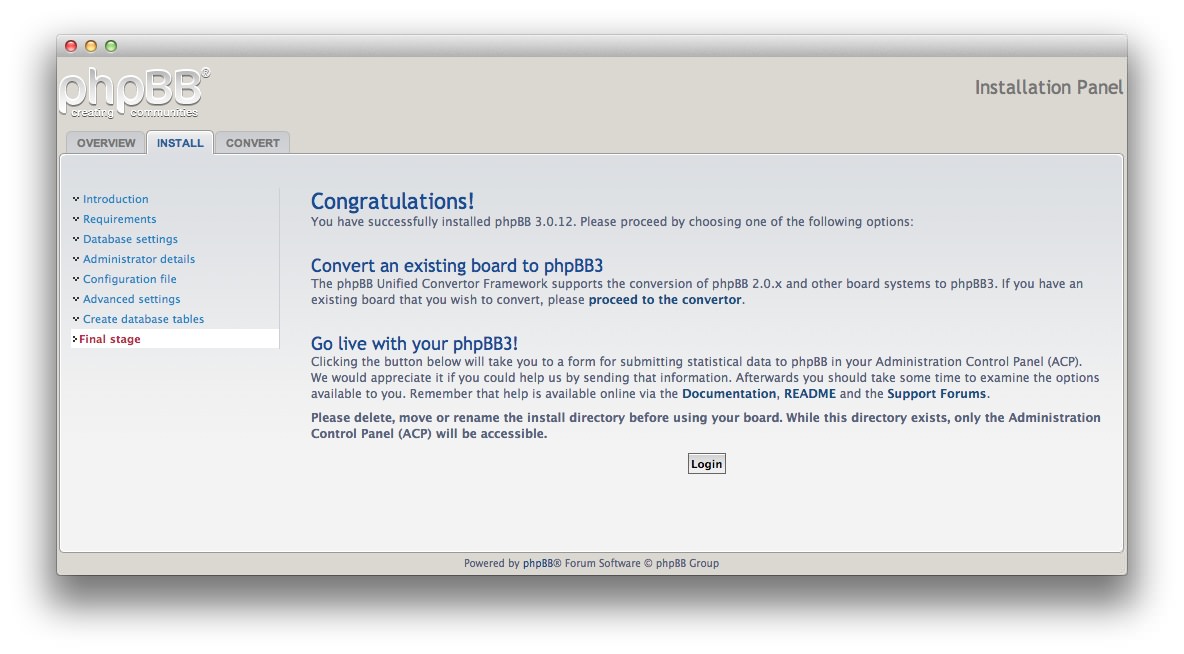 phpBB®
creating communities
Installation Panel
OVERVIEW
INSTALL
CONVERT
Introduction
Requirements
Database settings
Administrator details
Configuration file
Advanced settings
Create database tables
Final stage
Congratulations!
You have successfully installed phpBB 3.0.12. Please proceed by choosing one of the following options:
Convert an existing board to phpBB3
The phpBB Unified Convertor Framework supports the conversion of phpBB 2.0.x and other board systems to phpBB3. If you have an
existing board that you wish to convert, please proceed to the convertor.
Go live with your phpBB3!
Clicking the button below will take you to a form for submitting statistical data to phpBB in your Administration Control Panel (ACP).
We would appreciate it if you could help us by sending that information. Afterwards you should take some time to examine the options
available to you. Remember that help is available online via the Documentation, README and the Support Forums.
Please delete, move or rename the install directory before using your board. While this directory exists, only the Administration
Control Panel (ACP) will be accessible.
Login
Powered by phpBB® Forum Software © phpBB Group